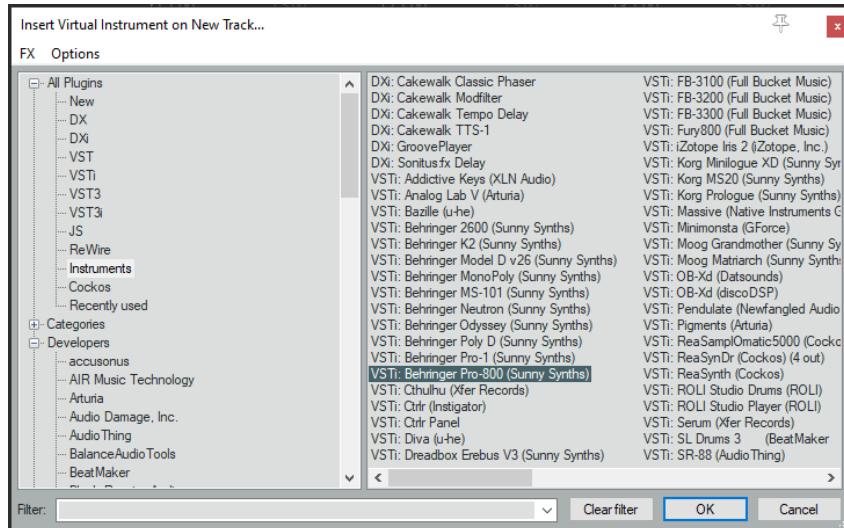 Insert Virtual Instrument on New Track...
FX Options
All Plugins
New
DX
DXi
VST
VSTi
VST3
VST3i
JS
ReWire
Instruments
Cockos
Recently used
Categories
Developers
accusonus
AIR Music Technology
Arturia
Audio Damage, Inc.
AudioThing
BalanceAudioTools
BeatMaker
DXi: Cakewalk Classic Phaser
DXi: Cakewalk Modfilter
DXi: Cakewalk Tempo Delay
DXi: Cakewalk TTS-1
DXi: GroovePlayer
DXi: Sonitus:fx Delay
VSTi: Addictive Keys (XLN Audio)
VSTi: Analog Lab V (Arturia)
VSTi: Bazille (u-he)
VSTi: Behringer 2600 (Sunny Synths)
VSTi: Behringer K2 (Sunny Synths)
VSTi: Behringer Model D v26 (Sunny Synths)
VSTi: Behringer MonoPoly (Sunny Synths)
VSTi: Behringer MS-101 (Sunny Synths)
VSTi: Behringer Neutron (Sunny Synths)
VSTi: Behringer Odyssey (Sunny Synths)
VSTi: Behringer Poly D (Sunny Synths)
VSTi: Behringer Pro-1 (Sunny Synths)
VSTi: Behringer Pro-800 (Sunny Synths)
VSTi: Cthulhu (Xfer Records)
VSTi: Ctrlr (Instigator)
VSTi: Ctrlr Panel
VSTi: Diva (u-he)
VSTi: Dreadbox Erebus V3 (Sunny Synths)
VSTi: FB-3100 (Full Bucket Music)
VSTi: FB-3200 (Full Bucket Music)
VSTi: FB-3300 (Full Bucket Music)
VSTi: Fury800 (Full Bucket Music)
VSTi: iZotope Iris 2 (iZotope, Inc.)
VSTi: Korg Minilogue XD (Sunny Syn
VSTi: Korg MS20 (Sunny Synths)
VSTi: Korg Prologue (Sunny Synths)
VSTi: Massive (Native Instruments G
VSTi: Minimonsta (GForce)
VSTi: Moog Grandmother (Sunny Sy
VSTi: Moog Matriarch (Sunny Synths
VSTi: OB-Xd (Datsounds)
VSTi: OB-Xd (discoDSP)
VSTi: Pendulate (Newfangled Audio
VSTi: Pigments (Arturia)
VSTi: ReaSamplOmatic5000 (Cocko
VSTi: ReaSynDr (Cockos) (4 out)
VSTi: ReaSynth (Cockos)
VSTi: ROLI Studio Drums (ROLI)
VSTi: ROLI Studio Player (ROLI)
VSTi: Serum (Xfer Records)
VSTi: SL Drums 3 (BeatMaker
VSTi: SR-88 (AudioThing)
Filter: Clear filter OK Cancel